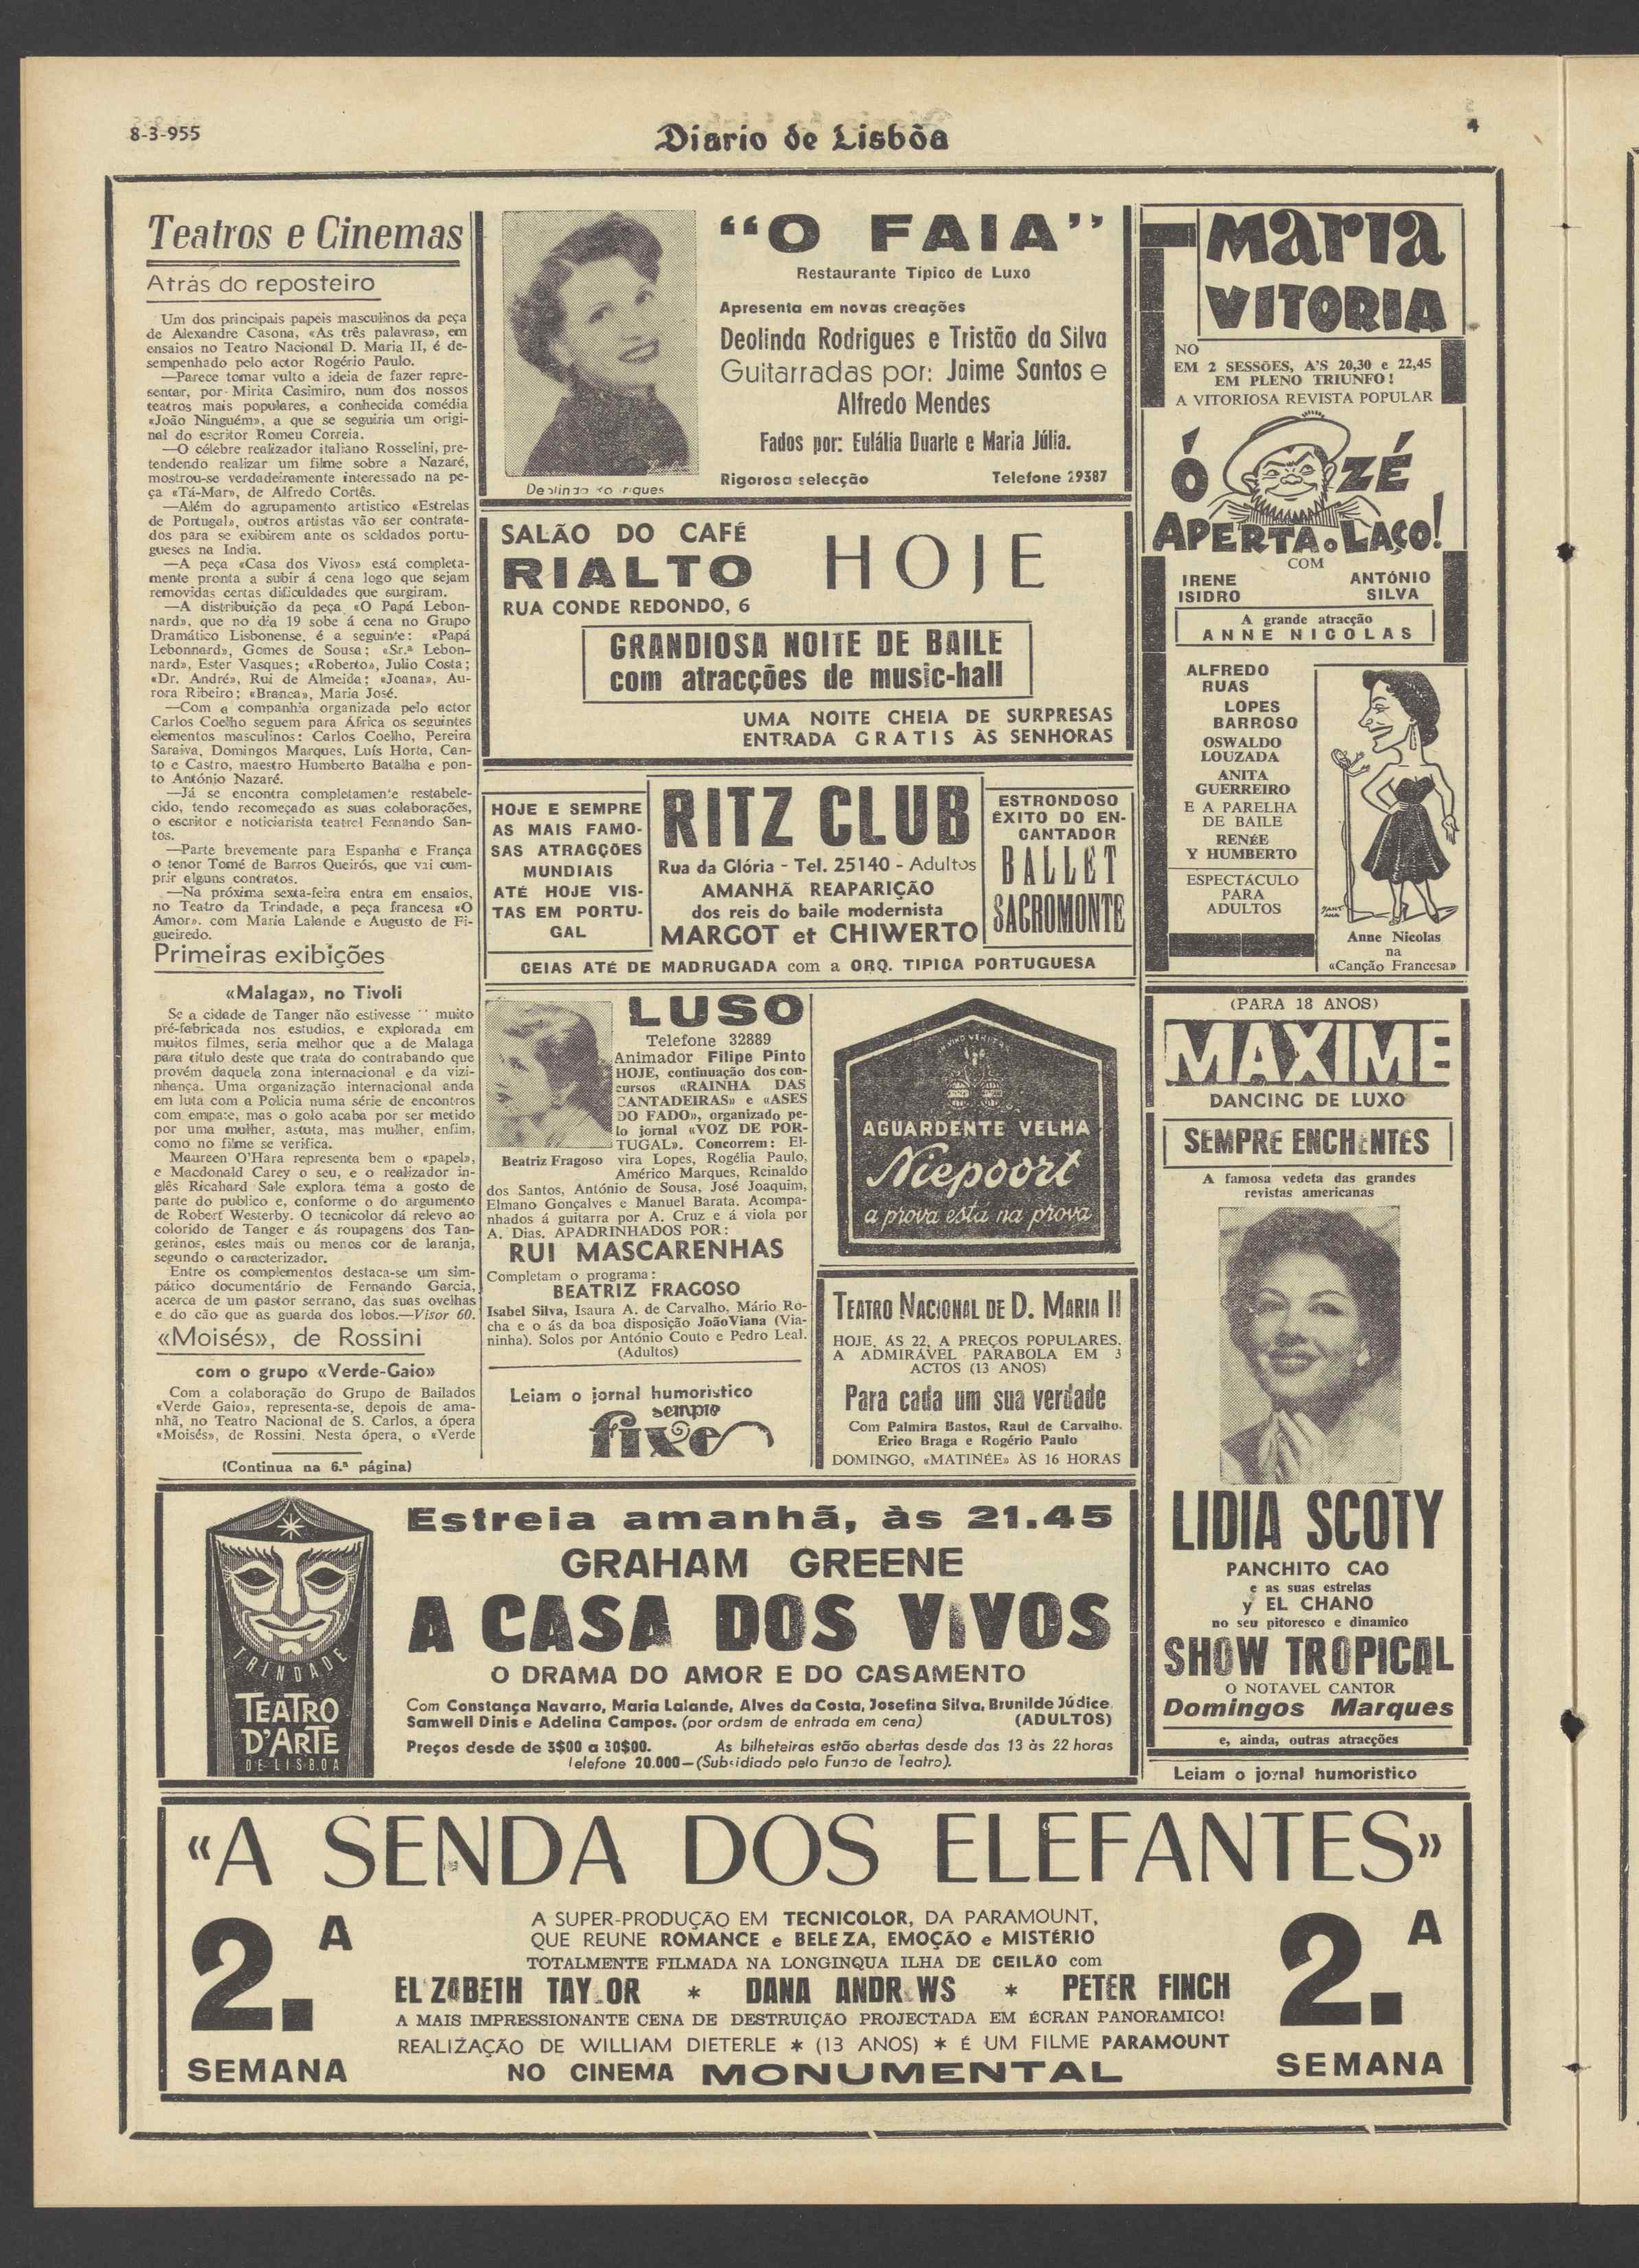 8-3-955
Diario de Lisbôa
4
Teatros e Cinemas
Atrás do reposteiro
Um dos principais papeis masculinos da peça
de Alexandre Casona, «As três palavras», em
ensaios no Teatro Nacional D. Maria II, é de-
sempenhado pelo actor Rogério Paulo.
—Parece tomar vulto a ideia de fazer repre-
sentar, por Mirita Casimiro, num dos nossos
teatros mais populares, a conhecida comédia
«João Ninguém», a que se seguiria um origi-
nal do escritor Romeu Correia.
—O célebre realizador italiano Rosselini, pre-
tendendo realizar um filme sobre a Nazaré,
mostrou-se verdadeiramente interessado na pe-
ça «Tá-Mar», de Alfredo Cortês.
—Além do agrupamento artistico «Estrelas
de Portugal», outros artistas vão ser contrata-
dos para se exibirem ante os soldados portu-
gueses na India.
—A peça «Casa dos Vivos» está completa-
mente pronta a subir á cena logo que sejam
removidas certas dificuldades que surgiram.
—A distribuição da peça «O Papá Lebon-
nard», que no dia 19 sobe á cena no Grupo
Dramático Lisbonense, é a seguinte: «Papá
Lebonnard», Gomes de Sousa; «Sr.ª Lebon-
nard», Ester Vasques; «Roberto», Julio Costa;
«Dr. André», Rui de Almeida; «Joana», Au-
rora Ribeiro; «Branca», Maria José.
—Com a companhia organizada pelo actor
Carlos Coelho seguem para África os seguintes
elementos masculinos: Carlos Coelho, Pereira
Saraiva, Domingos Marques, Luís Horta, Can-
to e Castro, maestro Humberto Batalha e pon-
to António Nazaré.
—Já se encontra completamente restabele-
cido, tendo recomeçado as suas colaborações,
o escritor e noticiarista teatral Fernando San-
tos.
—Parte brevemente para Espanha e França
o tenor Tomé de Barros Queirós, que vai cum-
prir alguns contratos.
—Na próxima sexta-feira entra em ensaios,
no Teatro da Trindade, a peça francesa «O
Amor», com Maria Lalande e Augusto de Fi-
gueiredo.
Primeiras exibições
«Malaga», no Tivoli
Se a cidade de Tanger não estivesse muito
pré-fabricada nos estudios, e explorada em
muitos filmes, seria melhor que a de Malaga
para titulo deste que trata do contrabando que
provém daquela zona internacional e da vizi-
nhança. Uma organização internacional anda
em luta com a Policia numa série de encontros
com empate, mas o golo acaba por ser metido
por uma mulher, astuta, mas mulher, enfim,
como no filme se verifica.
Maureen O'Hara representa bem o «papel»,
e Macdonald Carey o seu, e o realizador in-
glês Ricahard Sale explora tema a gosto de
parte do publico e, conforme o do argumento
de Robert Westerby. O tecnicolor dá relevo ao
colorido de Tanger e ás roupagens dos Tan-
gerinos, estes mais ou menos cor de laranja,
segundo o caracterizador.
Entre os complementos destaca-se um sim-
pático documentário de Fernando Garcia,
acerca de um pastor serrano, das suas ovelhas
e do cão que as guarda dos lobos.—Visor 60.
«Moisés», de Rossini
com o grupo «Verde-Gaio»
Com a colaboração do Grupo de Bailados
«Verde Gaio», representa-se, depois de ama-
nhã, no Teatro Nacional de S. Carlos, a ópera
«Moisés», de Rossini. Nesta ópera, o «Verde
(Continua na 6.ª página)
"O FAIA"
Restaurante Típico de Luxo
Apresenta em novas creações
Deolinda Rodrigues e Tristão da Silva
Guitarradas por: Jaime Santos e
Alfredo Mendes
Fados por: Eulália Duarte e Maria Júlia.
Rigorosa selecção Telefone 29387
SALÃO DO CAFÉ
RIALTO
RUA CONDE REDONDO, 6
HOJE
GRANDIOSA NOITE DE BAILE
com atracções de music-hall
UMA NOITE CHEIA DE SURPRESAS
ENTRADA GRATIS ÀS SENHORAS
HOJE E SEMPRE
AS MAIS FAMO-
SAS ATRACÇÕES
MUNDIAIS
ATÉ HOJE VIS-
TAS EM PORTU-
GAL
RITZ CLUB
Rua da Glória - Tel. 25140 - Adultos
AMANHÃ REAPARIÇÃO
dos reis do baile modernista
MARGOT et CHIWERTO
ESTRONDOSO
ÊXITO DO EN-
CANTADOR
BALLET
SACROMONTE
CEIAS ATÉ DE MADRUGADA com a ORQ. TIPICA PORTUGUESA
LUSO
Telefone 32889
Animador Filipe Pinto
HOJE, continuação dos con-
cursos «RAINHA DAS
CANTADEIRAS» e «ASES
DO FADO», organizado pe-
lo jornal «VOZ DE POR-
TUGAL». Concorrem: El-
Beatriz Fragoso
vira Lopes, Rogélia Paulo,
Américo Marques, Reinaldo
dos Santos, António de Sousa, José Joaquim,
Elmano Gonçalves e Manuel Barata. Acompa-
nhados á guitarra por A. Cruz e á viola por
A. Dias. APADRINHADOS POR:
RUI MASCARENHAS
Completam o programa:
BEATRIZ FRAGOSO
Isabel Silva, Isaura A. de Carvalho, Mário Ro-
cha e o ás da boa disposição João Viana (Via-
ninha). Solos por António Couto e Pedro Leal.
(Adultos)
Leiam o jornal humoristico
sempre
fixe
AGUARDENTE VELHA
Niepoort
a prova está na prova
TEATRO NACIONAL DE D. MARIA II
HOJE, ÁS 22, A PREÇOS POPULARES,
A ADMIRÁVEL PARABOLA EM 3
ACTOS (13 ANOS)
Para cada um sua verdade
Com Palmira Bastos, Raul de Carvalho.
Erico Braga e Rogério Paulo
DOMINGO, «MATINÉE» ÀS 16 HORAS
Maria
VITORIA
NO
EM 2 SESSÕES, A'S 20,30 e 22,45
EM PLENO TRIUNFO!
A VITORIOSA REVISTA POPULAR
Ó ZÉ
APERTA o LAÇO!
COM
IRENE
ISIDRO
ANTÓNIO
SILVA
A grande atracção
ANNE NICOLAS
ALFREDO
RUAS
LOPES
BARROSO
OSWALDO
LOUZADA
ANITA
GUERREIRO
E A PARELHA
DE BAILE
RENÉE
Y HUMBERTO
ESPECTÁCULO
PARA
ADULTOS
Anne Nicolas
na
«Canção Francesa»
(PARA 18 ANOS)
MAXIME
DANCING DE LUXO
SEMPRE ENCHENTES
A famosa vedeta das grandes
revistas americanas
LIDIA SCOTY
PANCHITO CAO
e as suas estrelas
y EL CHANO
no seu pitoresco e dinamico
SHOW TROPICAL
O NOTAVEL CANTOR
Domingos Marques
e, ainda, outras atracções
Leiam o jornal humoristico
TRINDADE
TEATRO
D'ARTE
DE LISBOA
Estreia amanhã, às 21.45
GRAHAM GREENE
A CASA DOS VIVOS
O DRAMA DO AMOR E DO CASAMENTO
Com Constança Navarro, Maria Lalande, Alves da Costa, Josefina Silva, Brunilde Júdice.
Samwell Dinis e Adelina Campos. (por ordem de entrada em cena) (ADULTOS)
Preços desde de 3$00 a 30$00. As bilheteiras estão abertas desde das 13 às 22 horas
Telefone 20.000—(Subsidiado pelo Fundo de Teatro).
«A SENDA DOS ELEFANTES»
2.A
SEMANA
A SUPER-PRODUÇÃO EM TECNICOLOR, DA PARAMOUNT,
QUE REUNE ROMANCE e BELEZA, EMOÇÃO e MISTÉRIO
TOTALMENTE FILMADA NA LONGINQUA ILHA DE CEILÃO com
EL ZABETH TAY OR * DANA ANDR WS * PETER FINCH
A MAIS IMPRESSIONANTE CENA DE DESTRUIÇÃO PROJECTADA EM ÉCRAN PANORAMICO!
REALIZAÇÃO DE WILLIAM DIETERLE * (13 ANOS) * É UM FILME PARAMOUNT
NO CINEMA MONUMENTAL
2.A
SEMANA